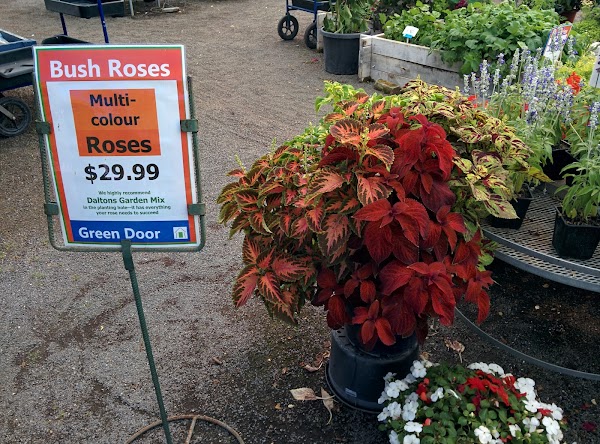 Bush Roses
Multi-
colour
Roses
$29.99
We highly recommend
Daltons Garden Mix
in the planting hole—it has everything
your rose needs to succeed
Green Door